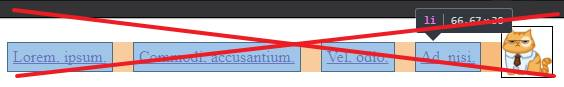 li | 66.67 × 30
Lorem, ipsum. Commodi, accusantium. Vel, odio. Ad, nisi.